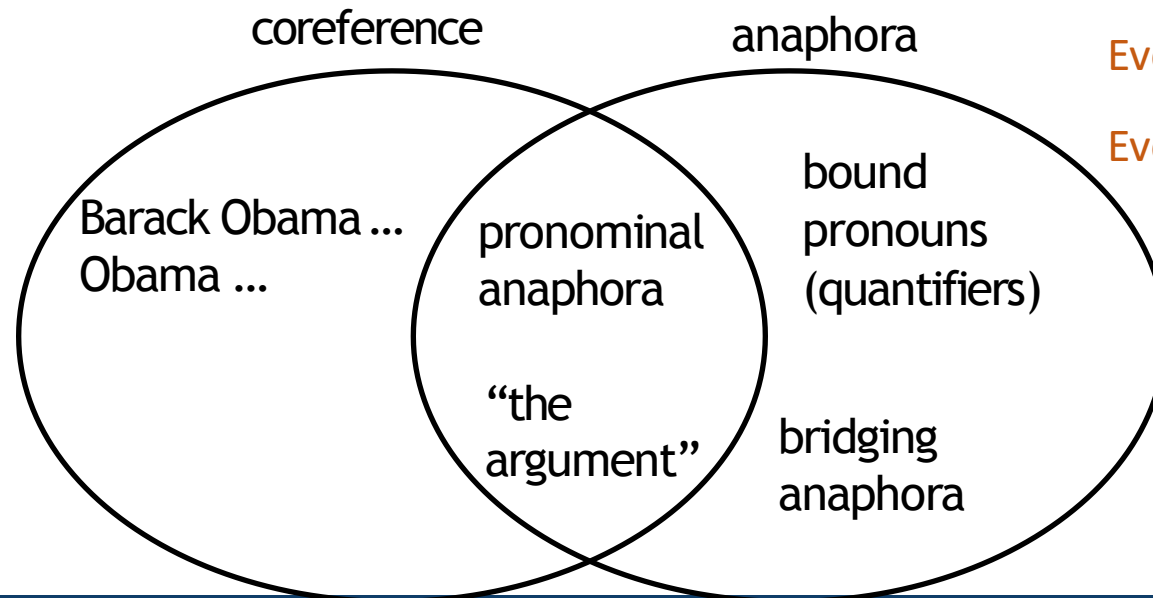 coreference
anaphora
Barack Obama ...
Obama ...
pronominal
anaphora
“the
argument”
bound
pronouns
(quantifiers)
bridging
anaphora